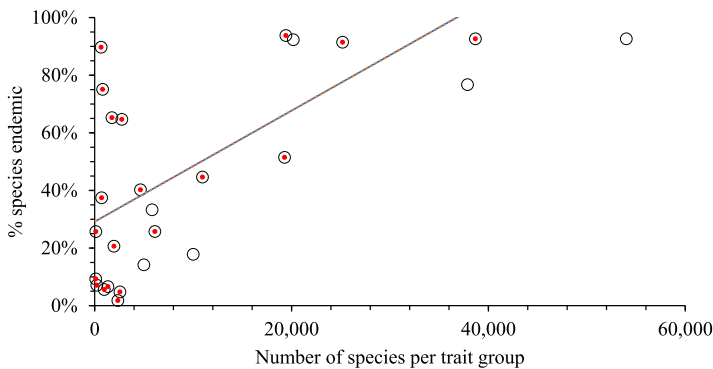 100%
80%
60%
40%
20%
0%
% species endemic
0 20,000 40,000 60,000
Number of species per trait group